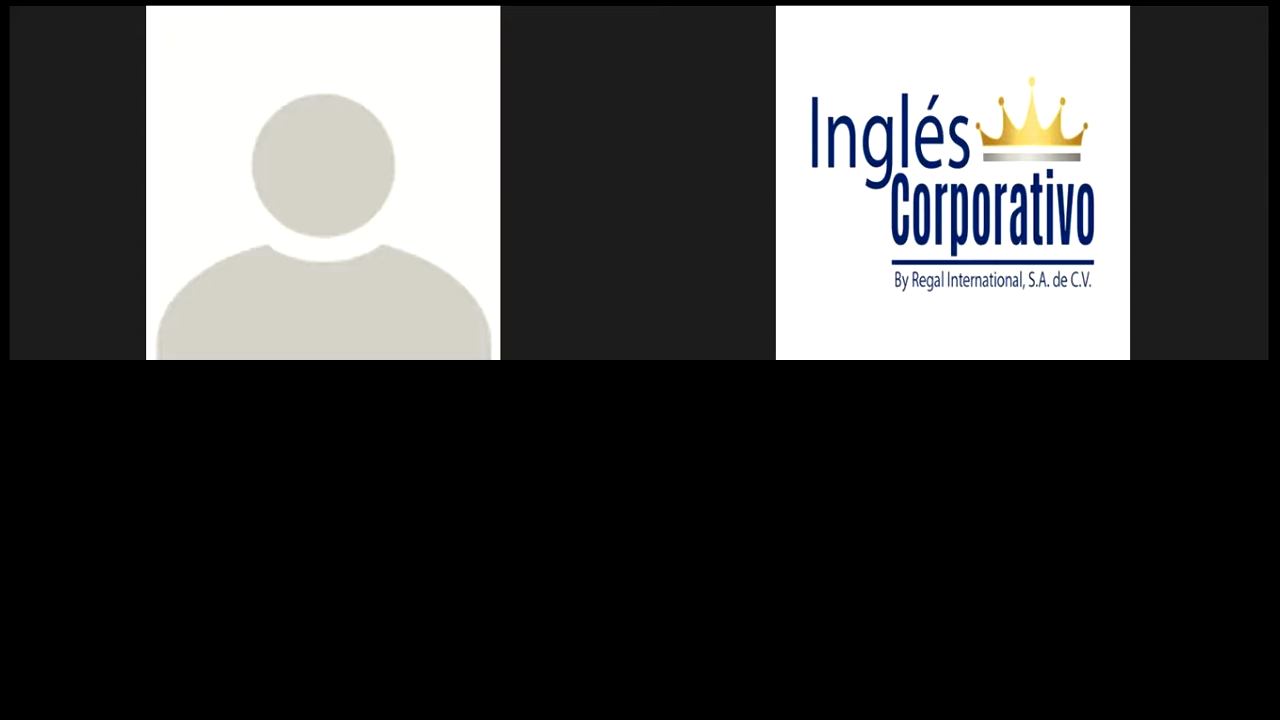 Inglés
Corporativo
By Regal International, S.A. de C.V.